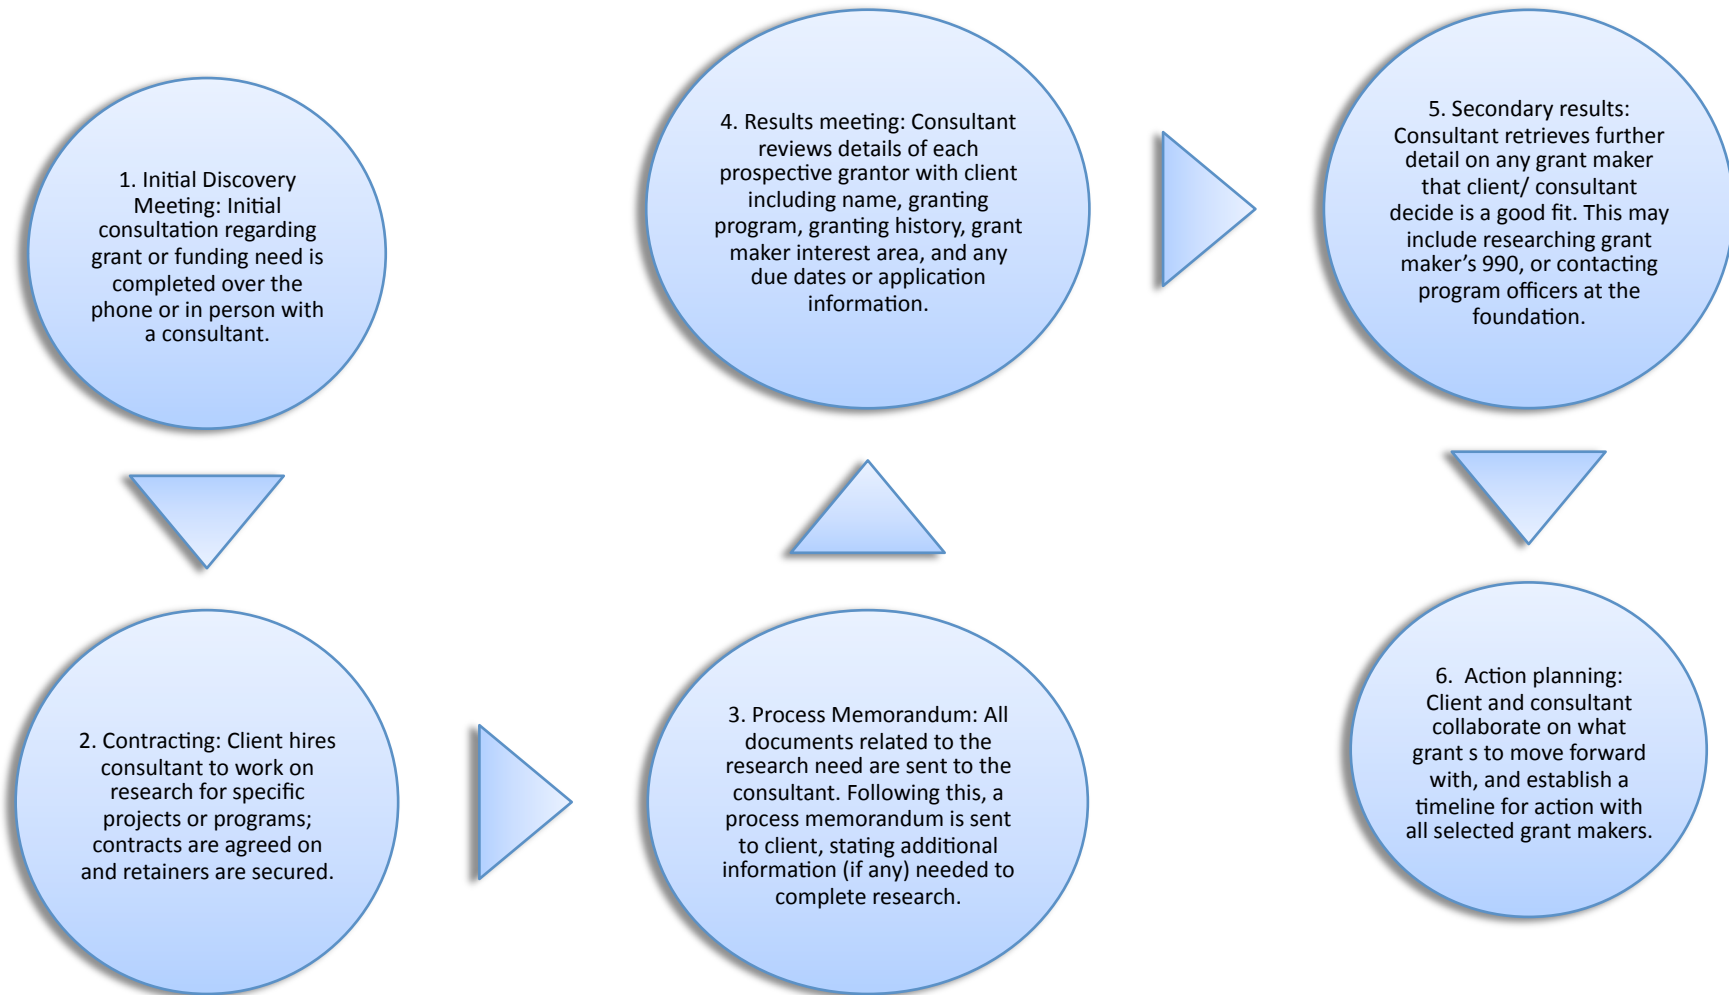 1. Initial Discovery
Meeting: Initial
consultation regarding
grant or funding need is
completed over the
phone or in person with
a consultant.
2. Contracting: Client hires
consultant to work on
research for specific
projects or programs;
contracts are agreed on
and retainers are secured.
3. Process Memorandum: All
documents related to the
research need are sent to the
consultant. Following this, a
process memorandum is sent
to client, stating additional
information (if any) needed to
complete research.
4. Results meeting: Consultant
reviews details of each
prospective grantor with client
including name, granting
program, granting history, grant
maker interest area, and any
due dates or application
information.
5. Secondary results:
Consultant retrieves further
detail on any grant maker
that client/ consultant
decide is a good fit. This may
include researching grant
maker’s 990, or contacting
program officers at the
foundation.
6.  Action planning:
Client and consultant
collaborate on what
grant s to move forward
with, and establish a
timeline for action with
all selected grant makers.